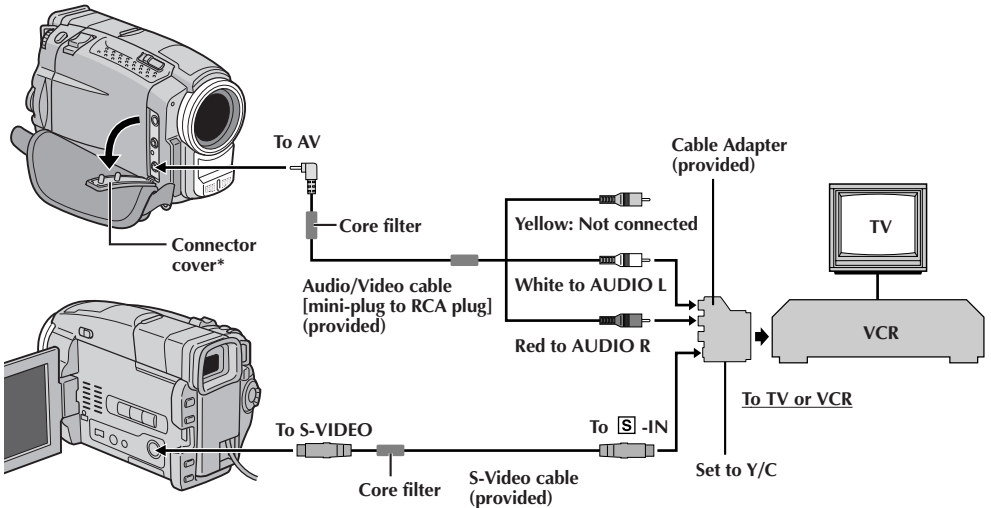 To AV
Core filter
Connector
cover*
Audio/Video cable
[mini-plug to RCA plug]
(provided)
Yellow: Not connected
White to AUDIO L
Red to AUDIO R
Cable Adapter
(provided)
TV
VCR
To TV or VCR
Set to Y/C
To S-VIDEO
Core filter
S-Video cable
(provided)
To S -IN